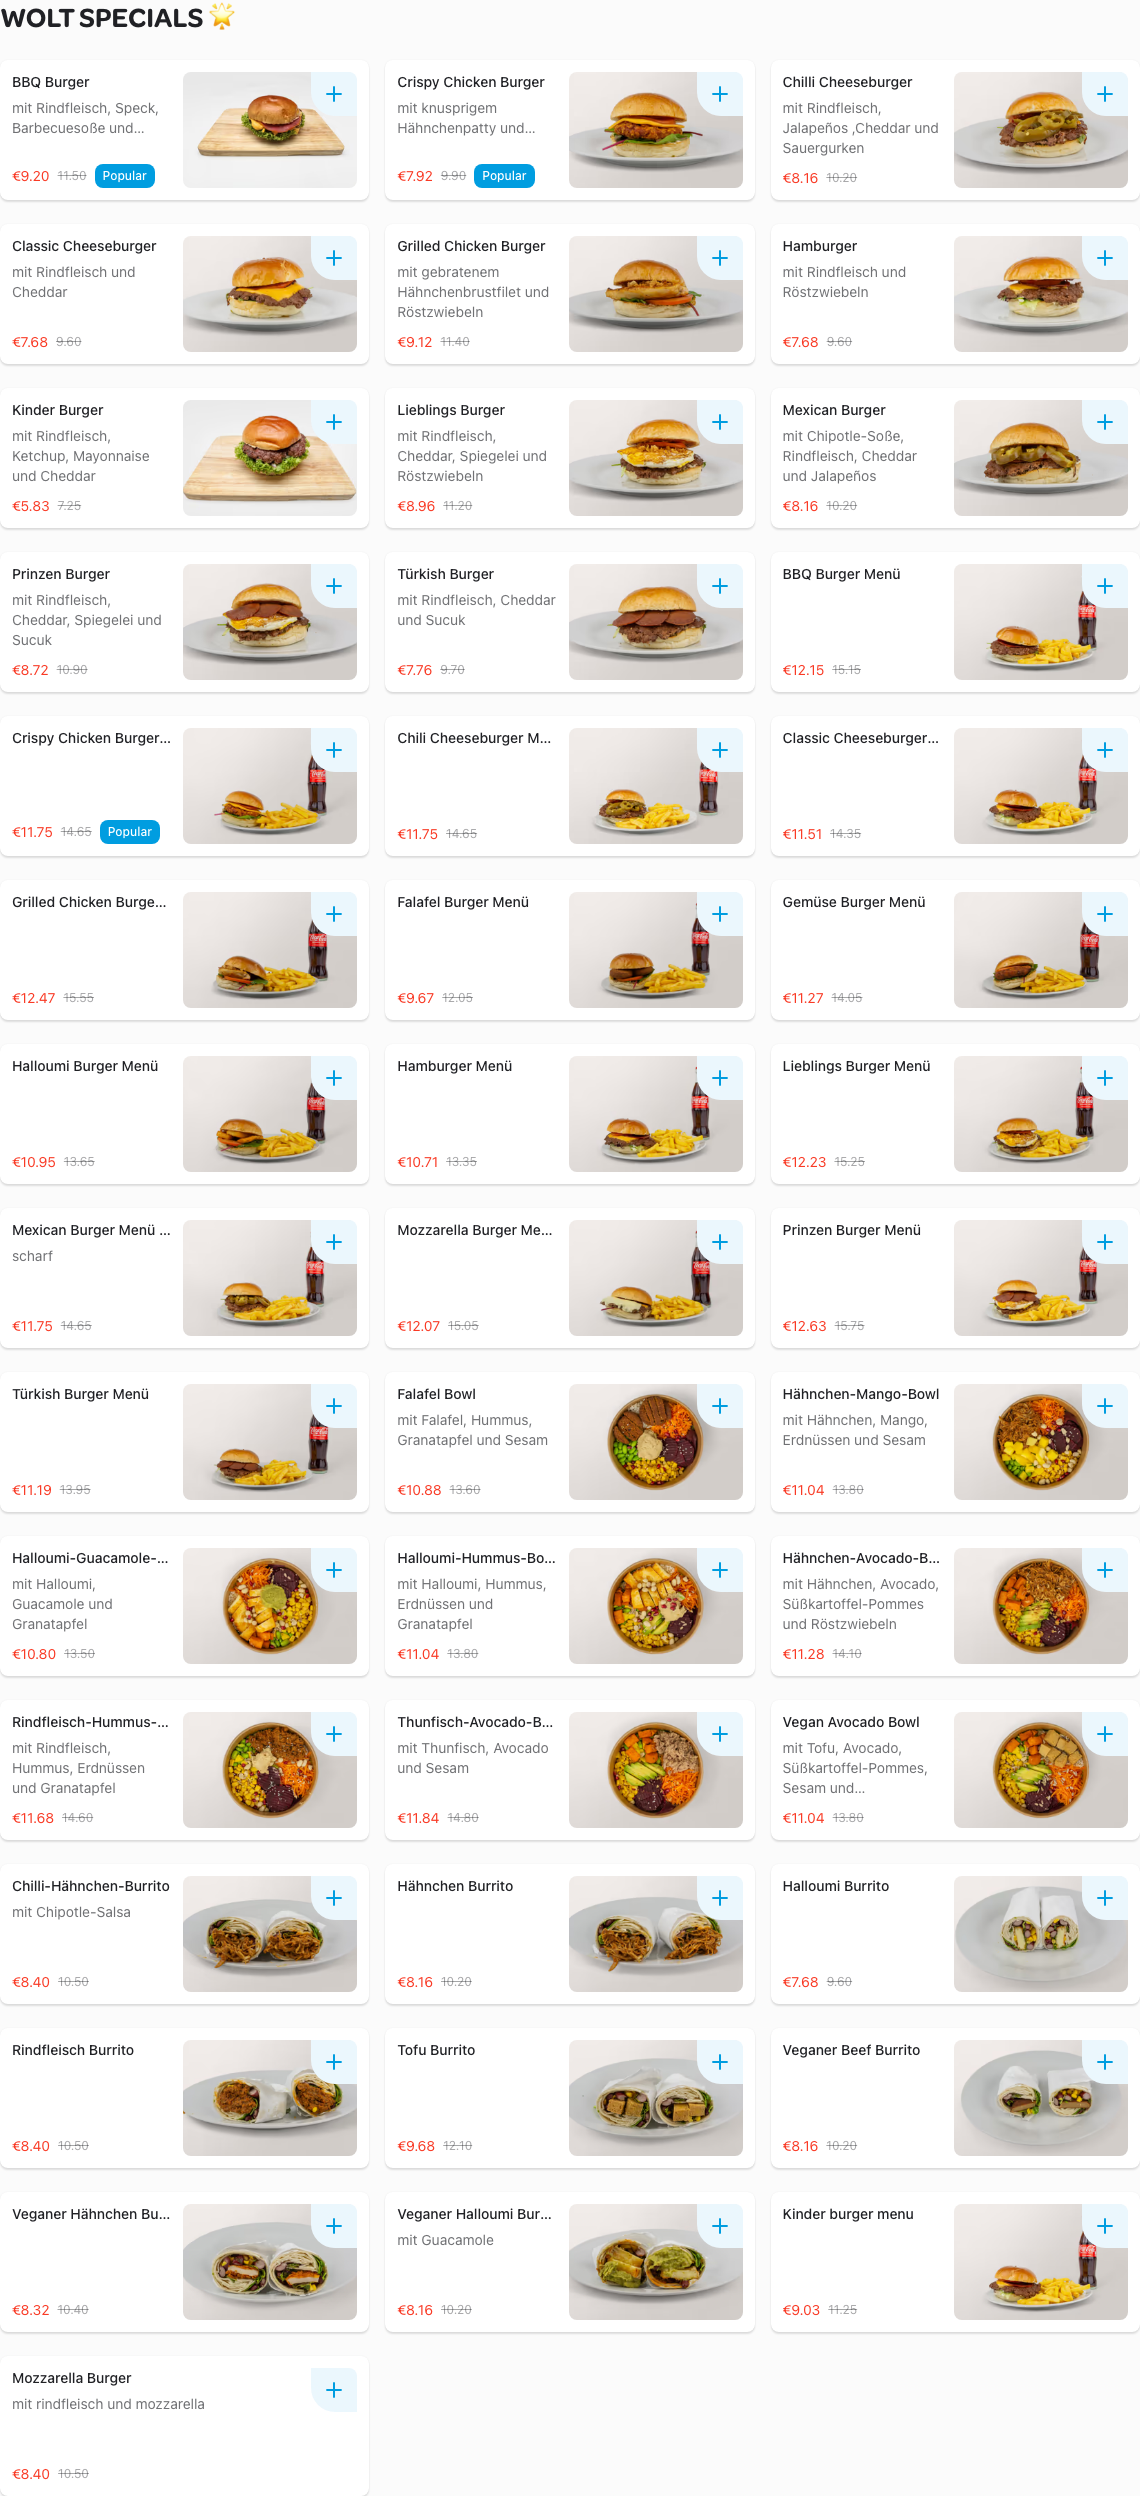 WOLT SPECIALS 🌟
BBQ Burger
mit Rindfleisch, Speck,
Barbecuesoße und...
€9.20 11.50 Popular
Crispy Chicken Burger
mit knusprigem
Hähnchenpatty und...
€7.92 9.90 Popular
Chilli Cheeseburger
mit Rindfleisch,
Jalapeños ,Cheddar und
Sauergurken
€8.16 10.20
Classic Cheeseburger
mit Rindfleisch und
Cheddar
€7.68 9.60
Grilled Chicken Burger
mit gebratenem
Hähnchenbrustfilet und
Röstzwiebeln
€9.12 11.40
Hamburger
mit Rindfleisch und
Röstzwiebeln
€7.68 9.60
Kinder Burger
mit Rindfleisch,
Ketchup, Mayonnaise
und Cheddar
€5.83 7.25
Lieblings Burger
mit Rindfleisch,
Cheddar, Spiegelei und
Röstzwiebeln
€8.96 11.20
Mexican Burger
mit Chipotle-Soße,
Rindfleisch, Cheddar
und Jalapeños
€8.16 10.20
Prinzen Burger
mit Rindfleisch,
Cheddar, Spiegelei und
Sucuk
€8.72 10.90
Türkish Burger
mit Rindfleisch, Cheddar
und Sucuk
€7.76 9.70
BBQ Burger Menü
€12.15 15.15
Crispy Chicken Burger...
€11.75 14.65 Popular
Chili Cheeseburger M...
€11.75 14.65
Classic Cheeseburger...
€11.51 14.35
Grilled Chicken Burge...
€12.47 15.55
Falafel Burger Menü
€9.67 12.05
Gemüse Burger Menü
€11.27 14.05
Halloumi Burger Menü
€10.95 13.65
Hamburger Menü
€10.71 13.35
Lieblings Burger Menü
€12.23 15.25
Mexican Burger Menü ...
scharf
€11.75 14.65
Mozzarella Burger Me...
€12.07 15.05
Prinzen Burger Menü
€12.63 15.75
Türkish Burger Menü
€11.19 13.95
Falafel Bowl
mit Falafel, Hummus,
Granatapfel und Sesam
€10.88 13.60
Hähnchen-Mango-Bowl
mit Hähnchen, Mango,
Erdnüssen und Sesam
€11.04 13.80
Halloumi-Guacamole-...
mit Halloumi,
Guacamole und
Granatapfel
€10.80 13.50
Halloumi-Hummus-Bo...
mit Halloumi, Hummus,
Erdnüssen und
Granatapfel
€11.04 13.80
Hähnchen-Avocado-B...
mit Hähnchen, Avocado,
Süßkartoffel-Pommes
und Röstzwiebeln
€11.28 14.10
Rindfleisch-Hummus-...
mit Rindfleisch,
Hummus, Erdnüssen
und Granatapfel
€11.68 14.60
Thunfisch-Avocado-B...
mit Thunfisch, Avocado
und Sesam
€11.84 14.80
Vegan Avocado Bowl
mit Tofu, Avocado,
Süßkartoffel-Pommes,
Sesam und...
€11.04 13.80
Chilli-Hähnchen-Burrito
mit Chipotle-Salsa
€8.40 10.50
Hähnchen Burrito
€8.16 10.20
Halloumi Burrito
€7.68 9.60
Rindfleisch Burrito
€8.40 10.50
Tofu Burrito
€9.68 12.10
Veganer Beef Burrito
€8.16 10.20
Veganer Hähnchen Bu...
€8.32 10.40
Veganer Halloumi Bur...
mit Guacamole
€8.16 10.20
Kinder burger menu
€9.03 11.25
Mozzarella Burger
mit rindfleisch und mozzarella
€8.40 10.50